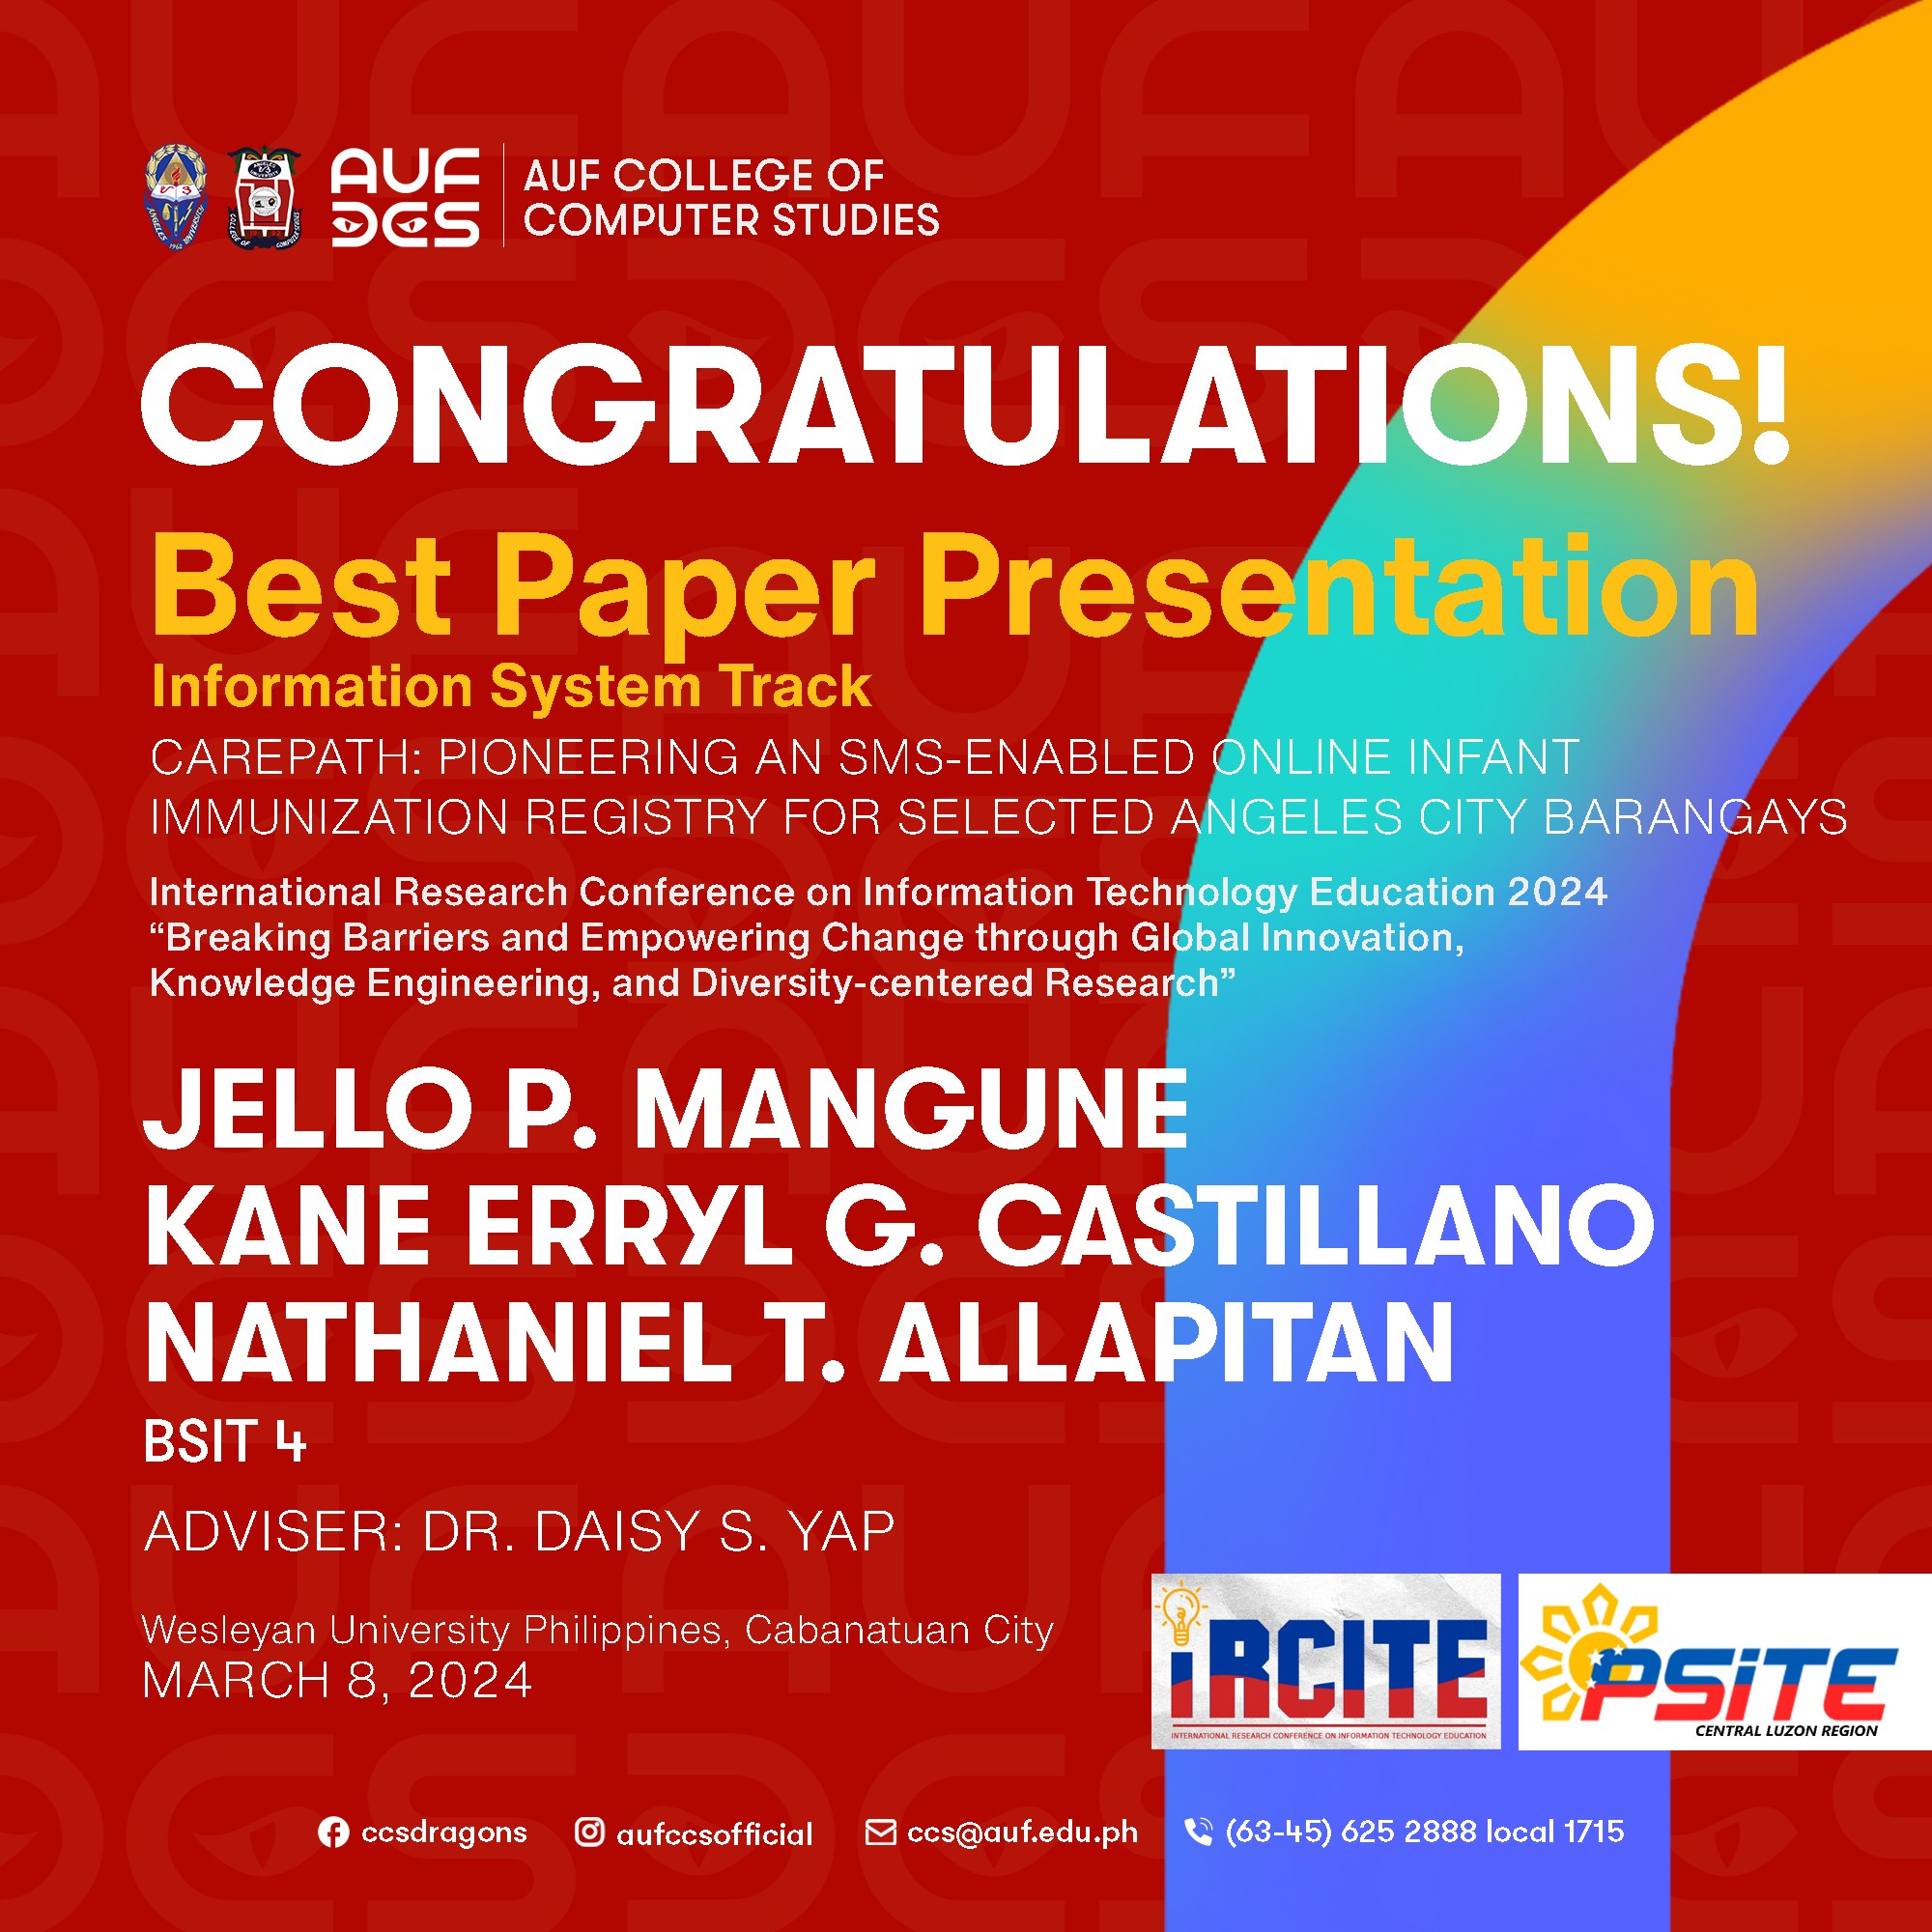 AUF
CCS
AUF COLLEGE OF
COMPUTER STUDIES
CONGRATULATIONS!
Best Paper Presentation
Information System Track
CAREPATH: PIONEERING AN SMS-ENABLED ONLINE INFANT
IMMUNIZATION REGISTRY FOR SELECTED ANGELES CITY BARANGAYS
International Research Conference on Information Technology Education 2024
“Breaking Barriers and Empowering Change through Global Innovation,
Knowledge Engineering, and Diversity-centered Research”
JELLO P. MANGUNE
KANE ERRYL G. CASTILLANO
NATHANIEL T. ALLAPITAN
BSIT 4
ADVISER: DR. DAISY S. YAP
Wesleyan University Philippines, Cabanatuan City
MARCH 8, 2024
iRCITE
INTERNATIONAL RESEARCH CONFERENCE ON INFORMATION TECHNOLOGY EDUCATION
PSiTE
CENTRAL LUZON REGION
ccsdragons
aufccsofficial
ccs@auf.edu.ph
(63-45) 625 2888 local 1715